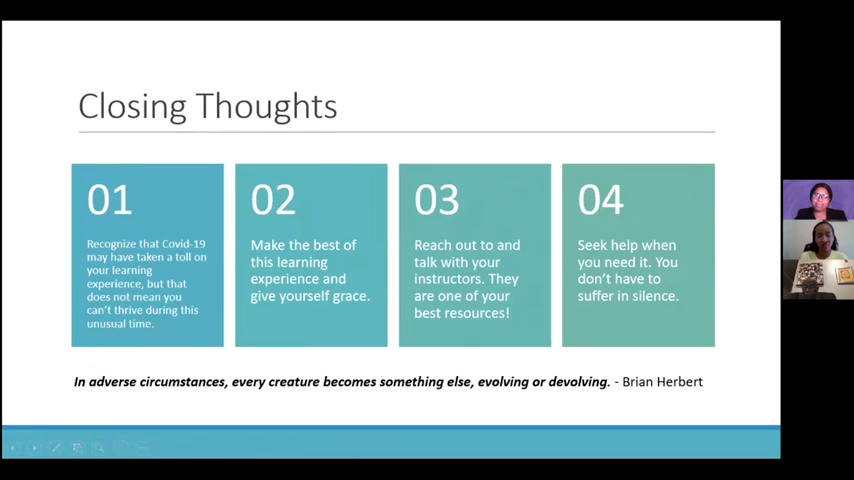 Closing Thoughts
01
Recognize that Covid-19
may have taken a toll on
your learning
experience, but that
does not mean you
can't thrive during this
unusual time.
02
Make the best of
this learning
experience and
give yourself grace.
03
Reach out to and
talk with your
instructors. They
are one of your
best resources!
04
Seek help when
you need it. You
don't have to
suffer in silence.
In adverse circumstances, every creature becomes something else, evolving or devolving. - Brian Herbert